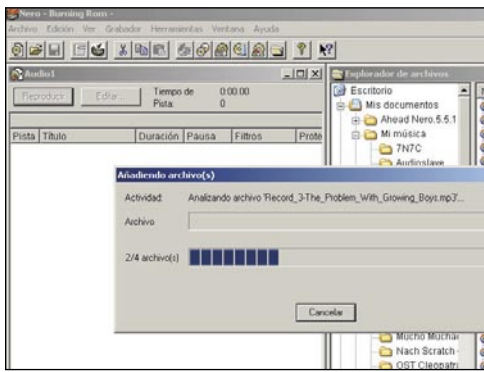 Nero - Burning Rom -
Archivo Edición Ver Grabador Herramientas Ventana Ayuda
Audio1
Explorador de archivos
Reproducir Editar... Tiempo de Pista: 0:00.00 0
Escritorio
Mis documentos
Ahead Nero.5.5.1
Mi música
7N7C
Audioslave
Pista Título Duración Pausa Filtros Prote
Añadiendo archivo(s)
Actividad: Analizando archivo 'Record_3-The_Problem_With_Growing_Boys.mp3'...
Archivo
2/4 archivo(s)
Cancelar
Mucho Muchac
Nach Scratch -
OST Cleopatr